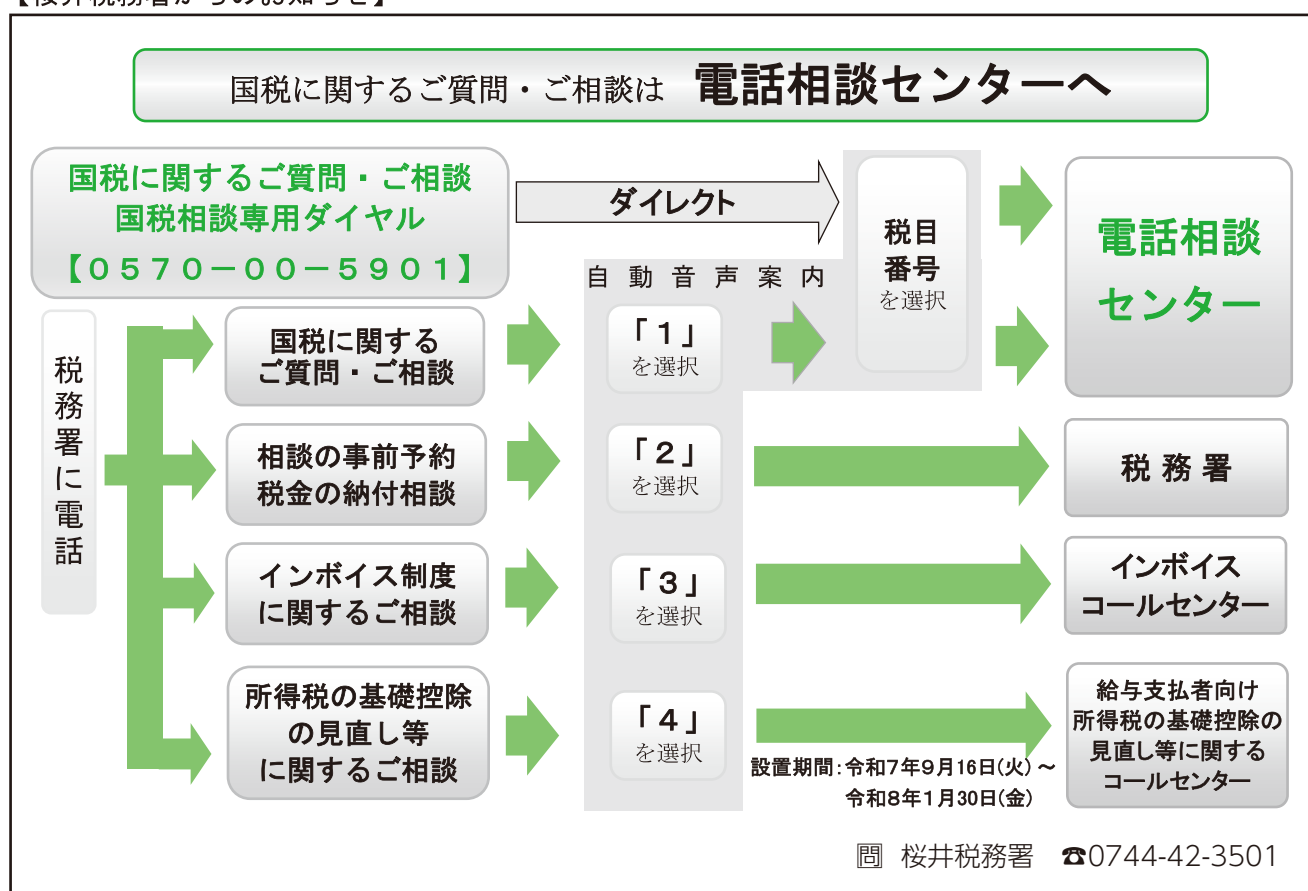 【桜井税務署からのお知らせ】
国税に関するご質問・ご相談は 電話相談センターへ
国税に関するご質問・ご相談
国税相談専用ダイヤル
【0570-00-5901】
ダイレクト
税目
番号
を選択
電話相談
センター
自動音声案内
税務署に電話
国税に関する
ご質問・ご相談
「1」
を選択
相談の事前予約
税金の納付相談
「2」
を選択
税務署
インボイス制度
に関するご相談
「3」
を選択
インボイス
コールセンター
所得税の基礎控除
の見直し等
に関するご相談
「4」
を選択
給与支払者向け
所得税の基礎控除の
見直し等に関する
コールセンター
設置期間:令和7年9月16日(火)~
令和8年1月30日(金)
問 桜井税務署 ☎0744-42-3501